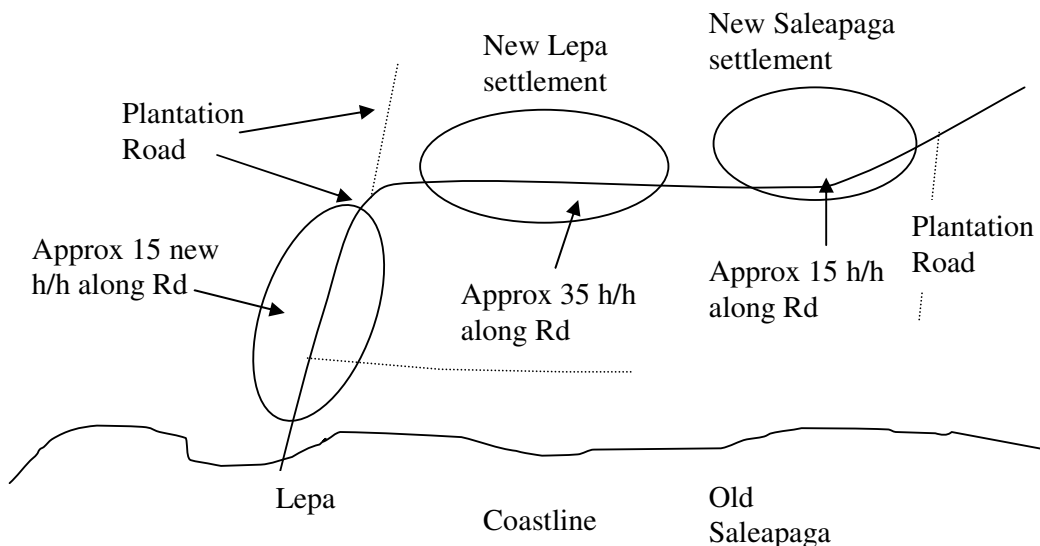 New Lepa
settlement
New Saleapaga
settlement
Plantation
Road
Approx 15 new
h/h along Rd
Approx 35 h/h
along Rd
Approx 15 h/h
along Rd
Plantation
Road
Lepa
Coastline
Old
Saleapaga